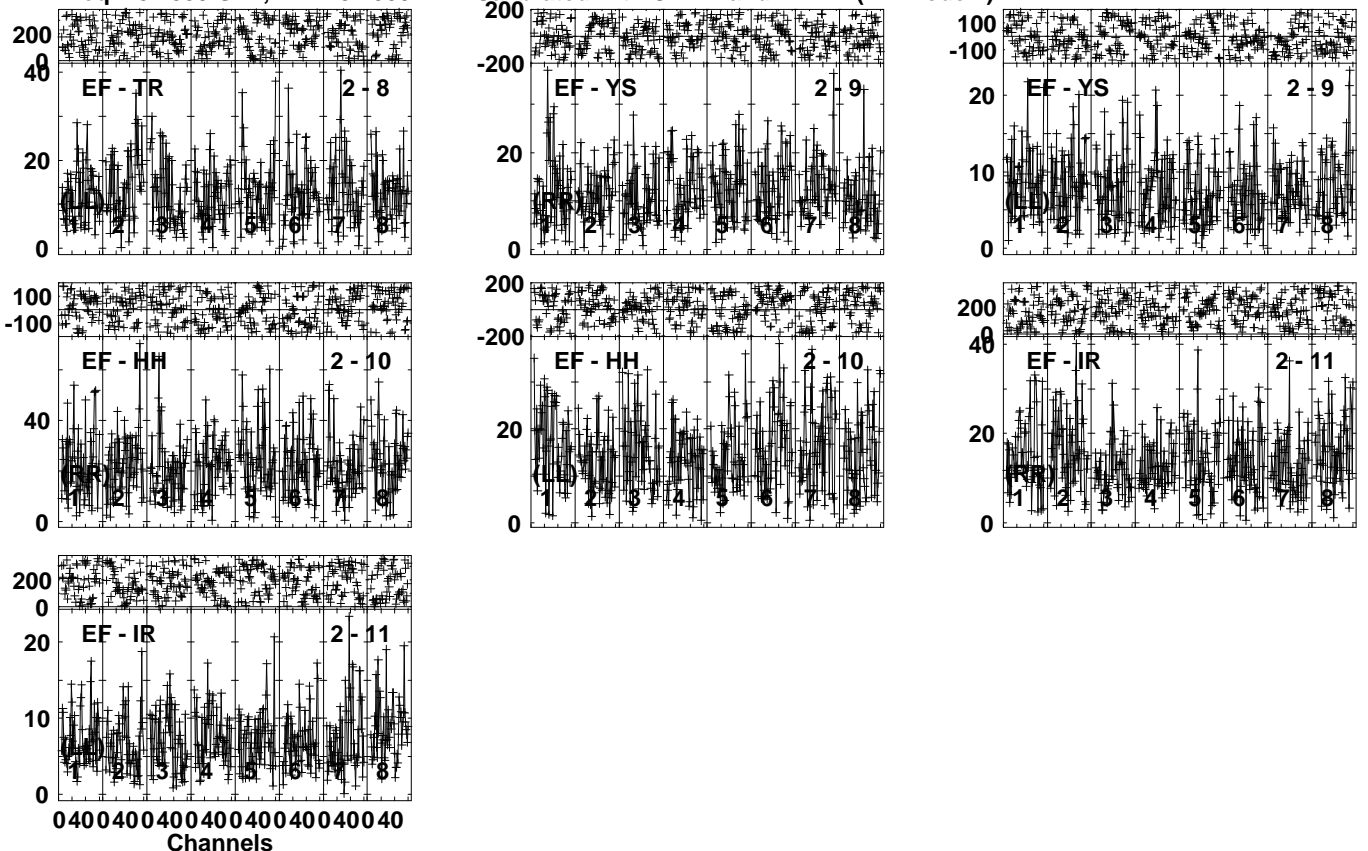 200
0
40
20
0
EF - TR 2 - 8
(LL)
1 2 3 4 5 6 7 8
200
-200
20
0
EF - YS 2 - 9
(RR)
1 2 3 4 5 6 7 8
100
-100
20
10
0
EF - YS 2 - 9
(LL)
1 2 3 4 5 6 7 8
100
-100
40
0
EF - HH 2 - 10
(RR)
1 2 3 4 5 6 7 8
200
-200
20
0
EF - HH 2 - 10
(LL)
1 2 3 4 5 6 7 8
200
0
40
20
0
EF - IR 2 - 11
(RR)
1 2 3 4 5 6 7 8
200
0
20
10
0
EF - IR 2 - 11
(LL)
1 2 3 4 5 6 7 8
0 40 0 40 0 40 0 40 0 40 0 40 0 40 0 40
Channels